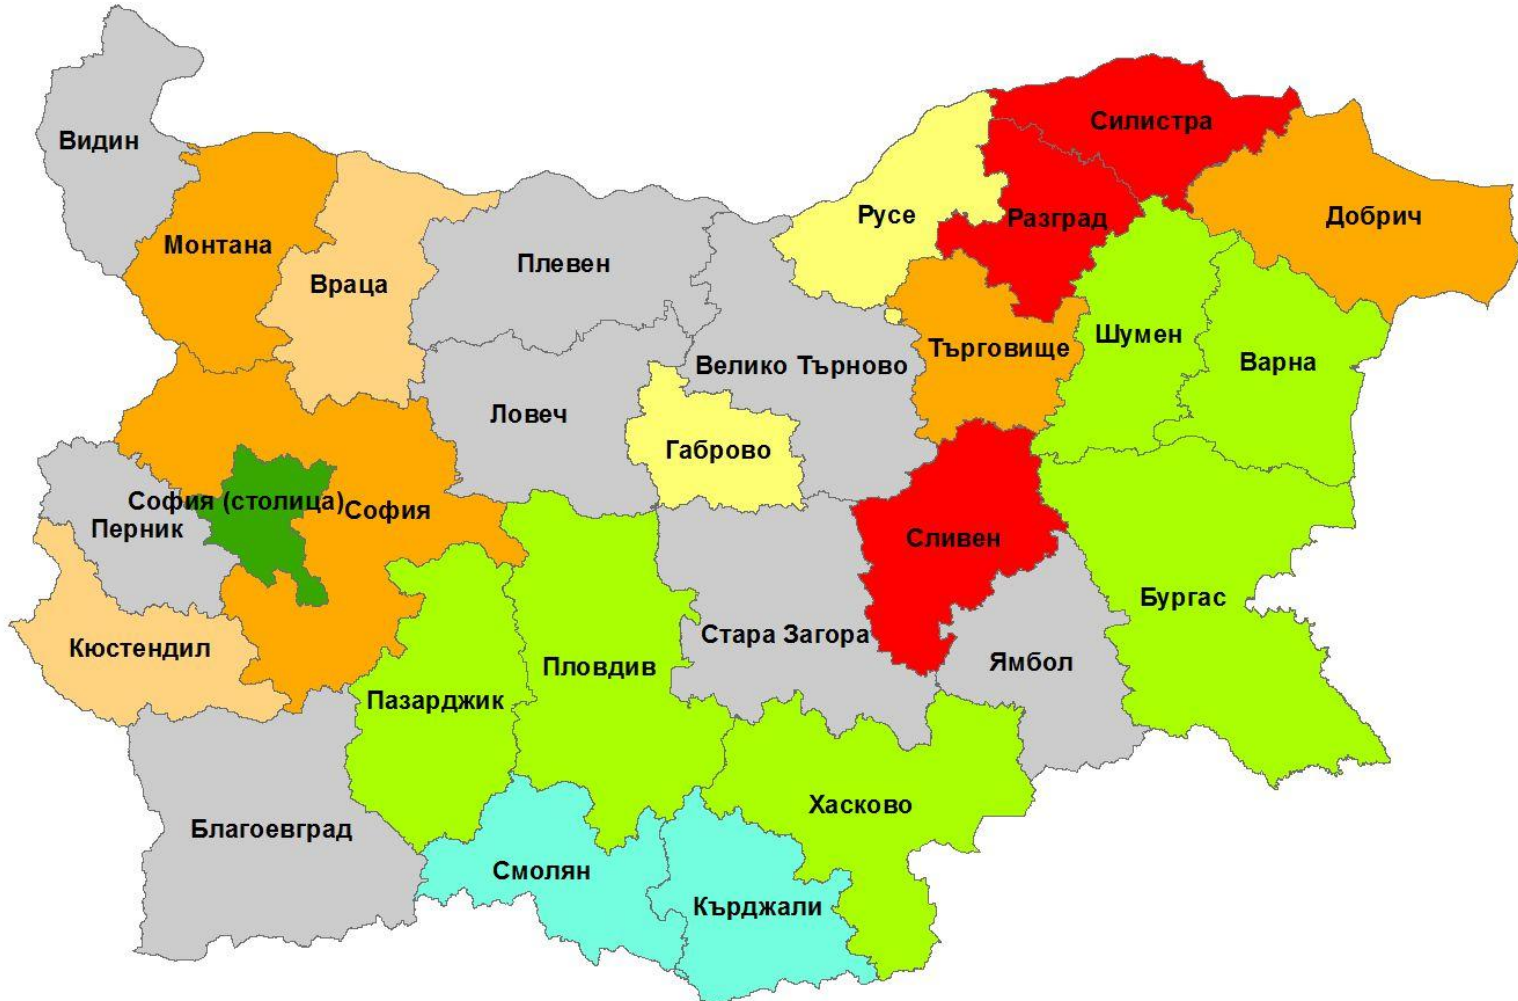 Силистра
Видин
Русе
Разград
Добрич
Монтана
Плевен
Враца
Шумен
Търговище
Варна
Велико Търново
Ловеч
Габрово
София (столица)
София
Перник
Сливен
Бургас
Стара Загора
Кюстендил
Пловдив
Ямбол
Пазарджик
Хасково
Благоевград
Смолян
Кърджали